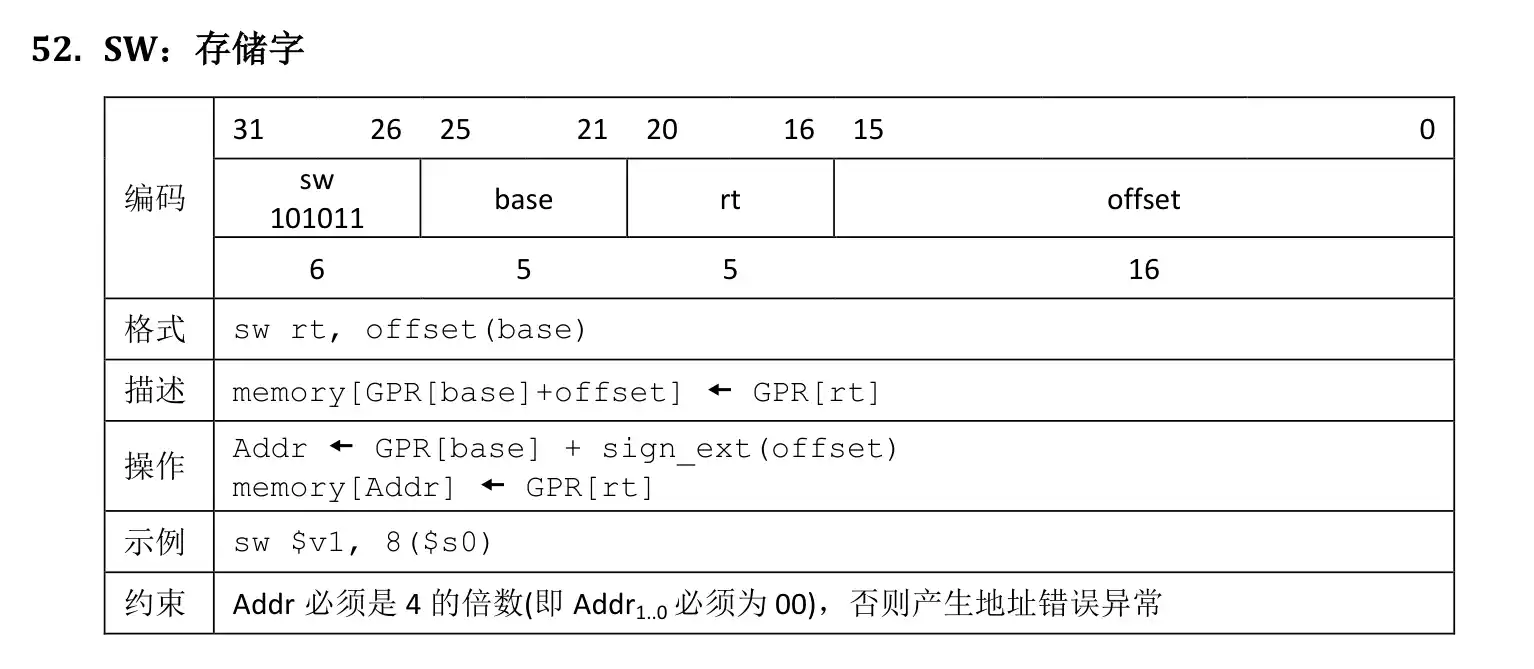 52. SW：存储字
31 26 25 21 20 16 15 0
编码
sw
101011
base rt offset
6 5 5 16
格式 sw rt, offset(base)
描述 memory[GPR[base]+offset] ← GPR[rt]
操作
Addr ← GPR[base] + sign_ext(offset)
memory[Addr] ← GPR[rt]
示例 sw $v1, 8($s0)
约束 Addr 必须是 4 的倍数(即 Addr1..0 必须为 00)，否则产生地址错误异常